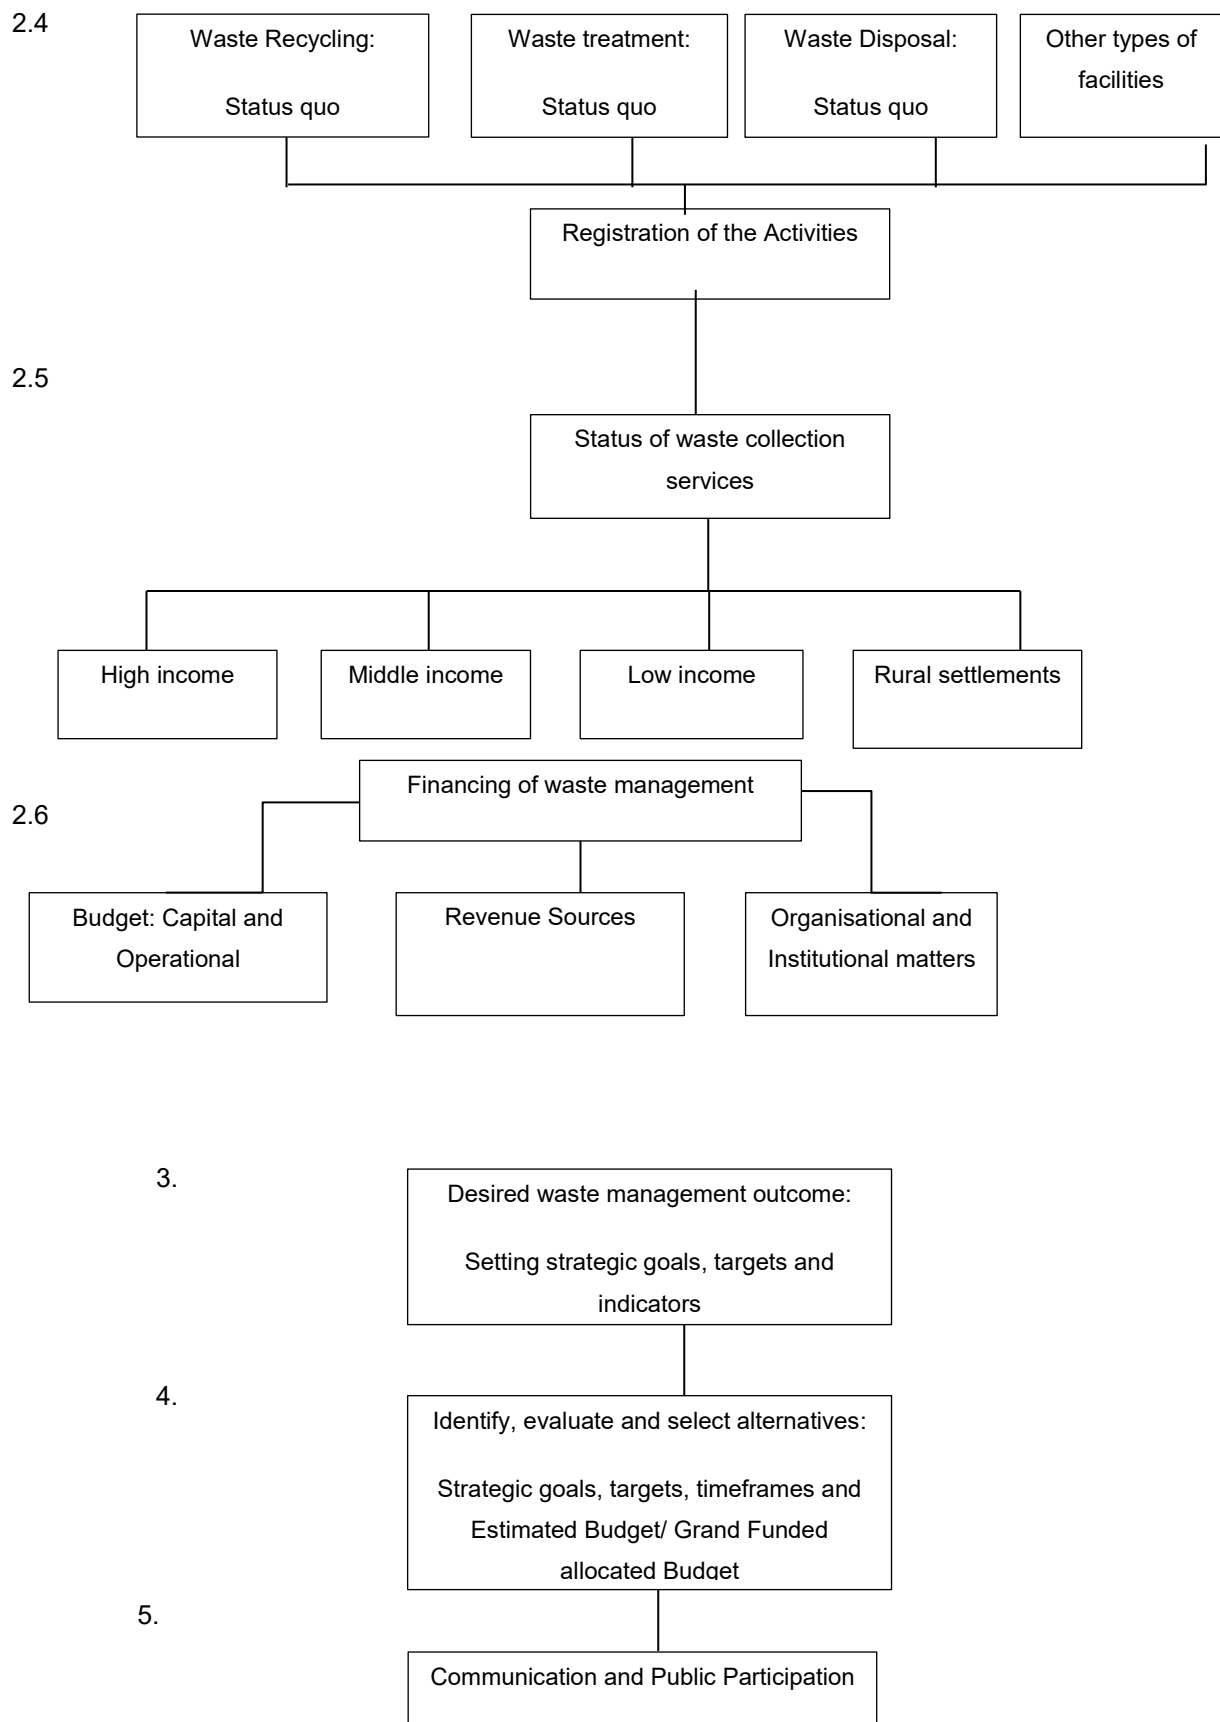 2.4
Waste Recycling:
Status quo
Waste treatment:
Status quo
Waste Disposal:
Status quo
Other types of
facilities
Registration of the Activities
2.5
Status of waste collection
services
High income
Middle income
Low income
Rural settlements
Financing of waste management
2.6
Budget: Capital and
Operational
Revenue Sources
Organisational and
Institutional matters
3.
Desired waste management outcome:
Setting strategic goals, targets and
indicators
4.
Identify, evaluate and select alternatives:
Strategic goals, targets, timeframes and
Estimated Budget/ Grand Funded
allocated Budget
5.
Communication and Public Participation